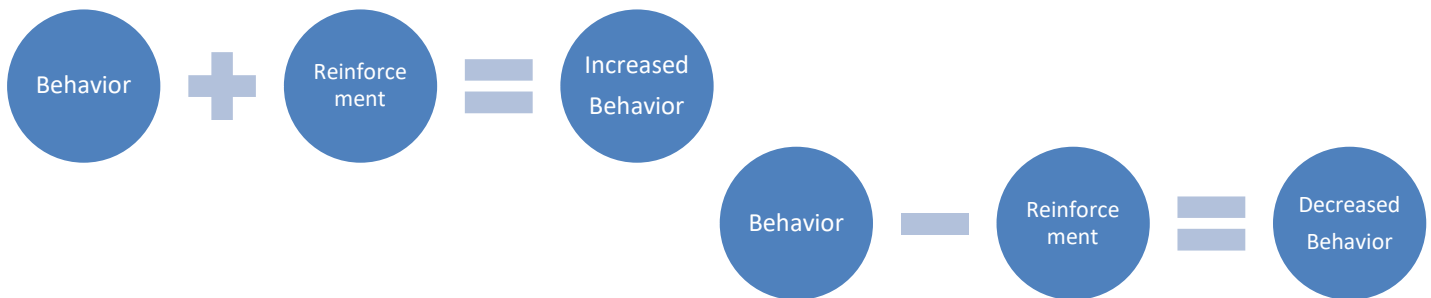 Behavior
Reinforce
ment
Increased
Behavior
Behavior
Reinforce
ment
Decreased
Behavior